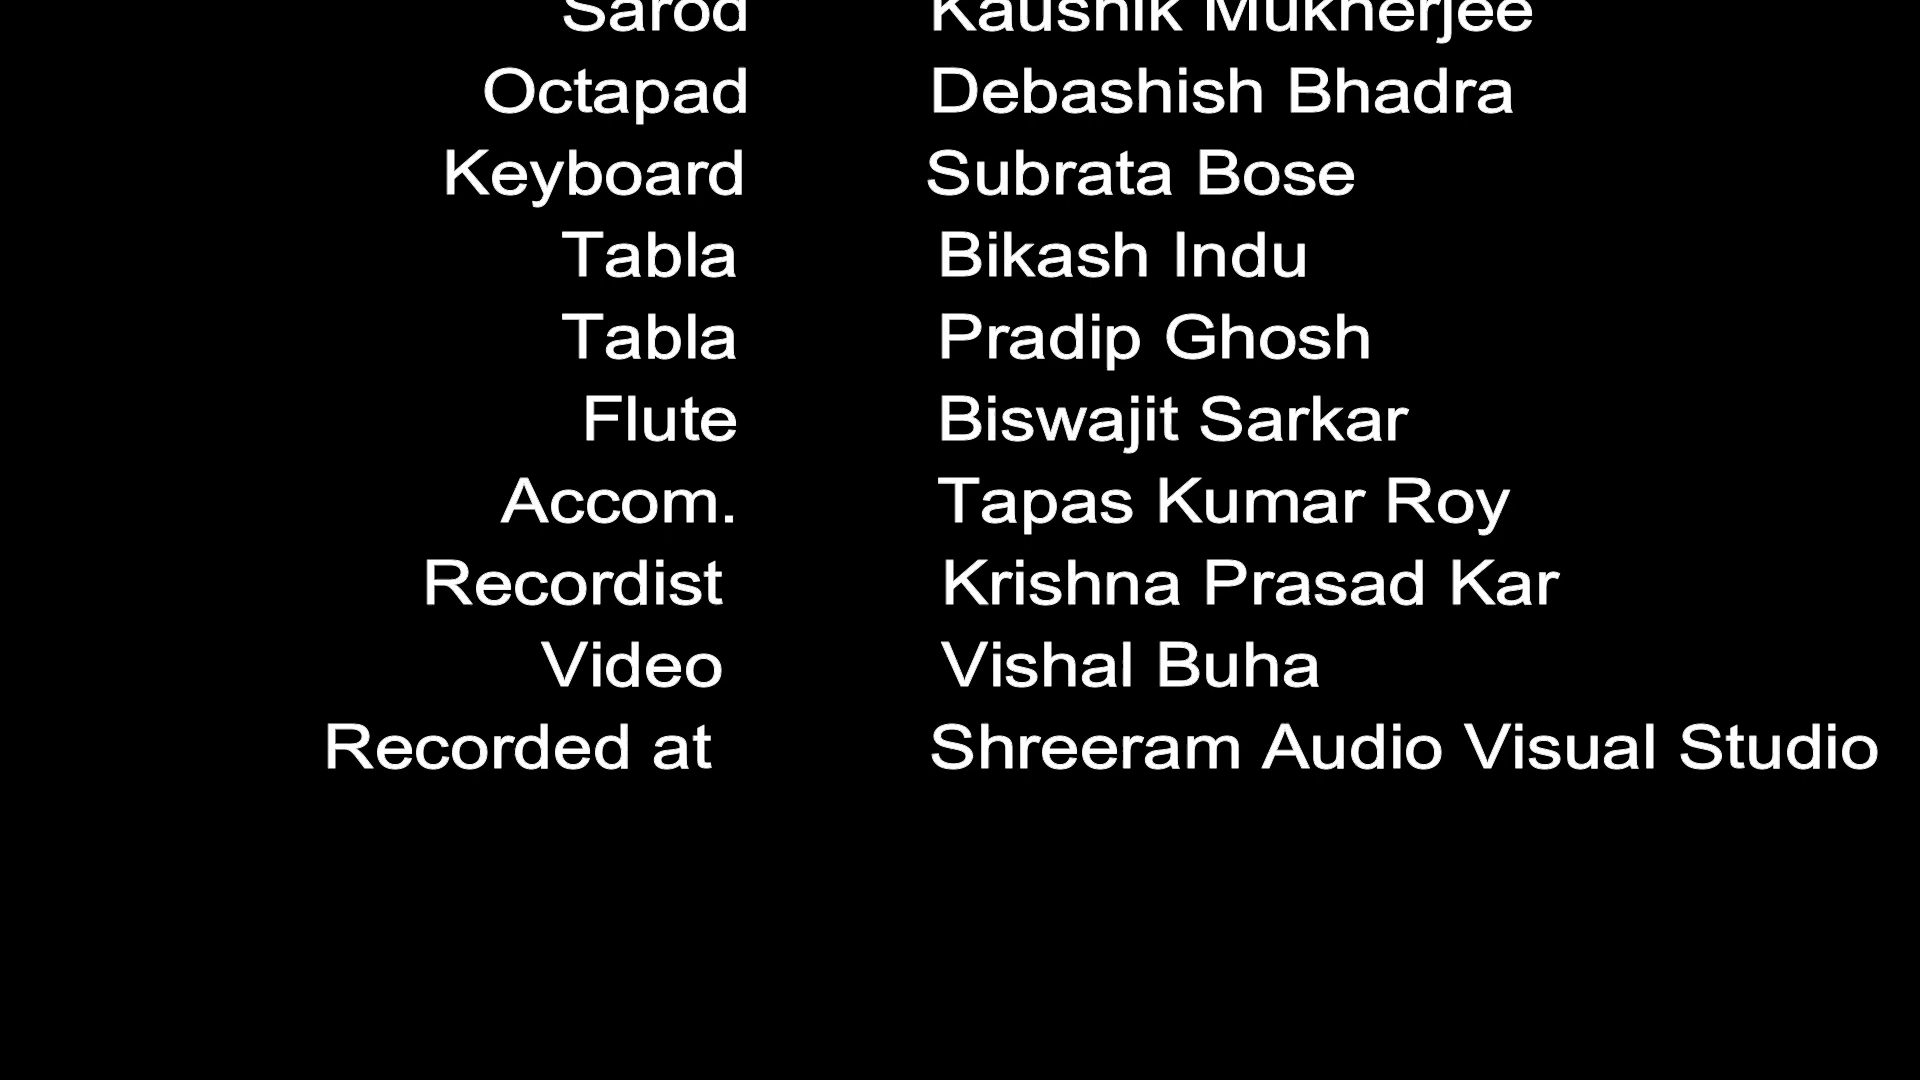 Sarod Kaushik Mukherjee
Octapad Debashish Bhadra
Keyboard Subrata Bose
Tabla Bikash Indu
Tabla Pradip Ghosh
Flute Biswajit Sarkar
Accom. Tapas Kumar Roy
Recordist Krishna Prasad Kar
Video Vishal Buha
Recorded at Shreeram Audio Visual Studio